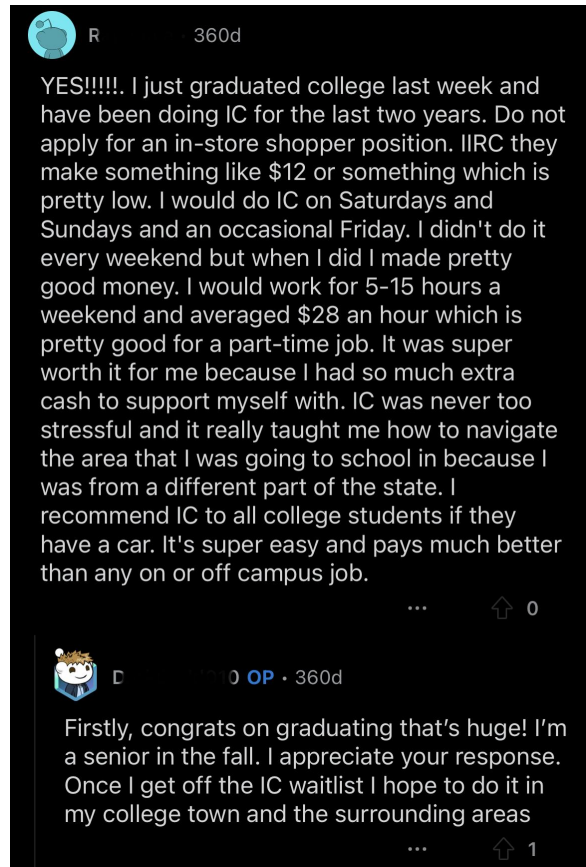 R 360d
YES!!!!!. I just graduated college last week and
have been doing IC for the last two years. Do not
apply for an in-store shopper position. IIRC they
make something like $12 or something which is
pretty low. I would do IC on Saturdays and
Sundays and an occasional Friday. I didn't do it
every weekend but when I did I made pretty
good money. I would work for 5-15 hours a
weekend and averaged $28 an hour which is
pretty good for a part-time job. It was super
worth it for me because I had so much extra
cash to support myself with. IC was never too
stressful and it really taught me how to navigate
the area that I was going to school in because I
was from a different part of the state. I
recommend IC to all college students if they
have a car. It's super easy and pays much better
than any on or off campus job.
... 0
D 0 OP • 360d
Firstly, congrats on graduating that’s huge! I’m
a senior in the fall. I appreciate your response.
Once I get off the IC waitlist I hope to do it in
my college town and the surrounding areas
... 1